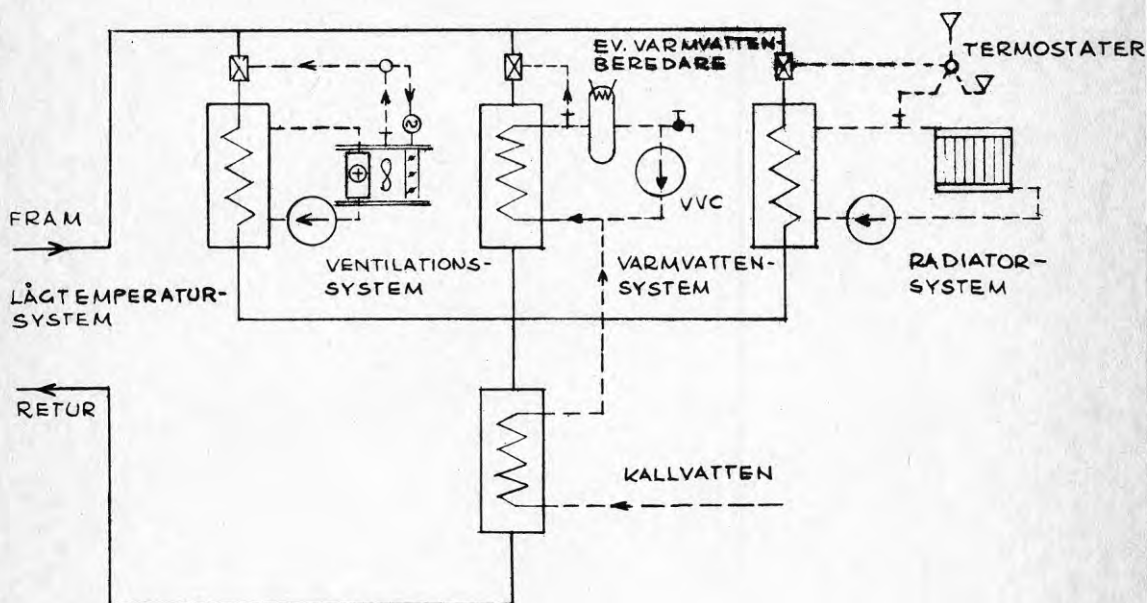 EV. VARMVATTEN-
BEREDARE
TERMOSTATER
FRAM
VVC
LÅGTEMPERATUR-
SYSTEM
VENTILATIONS-
SYSTEM
VARMVATTEN-
SYSTEM
RADIATOR-
SYSTEM
RETUR
KALLVATTEN